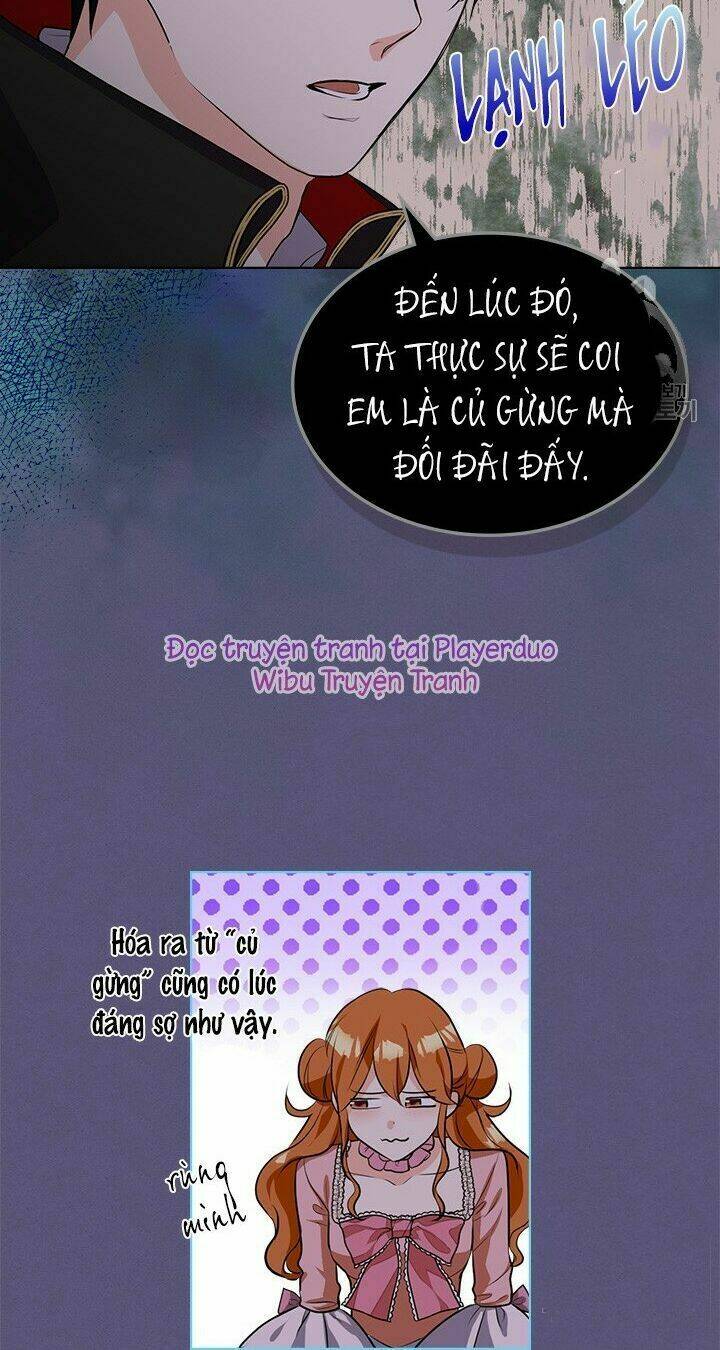 LẠNH LẼO
ĐẾN LÚC ĐÓ,
TA THỰC SỰ SẼ COI
EM LÀ CỦ GỪNG MÀ
ĐỐI ĐÃI ĐẤY.
Đọc truyện tranh tại Playerduo
Wibu Truyện Tranh
Hóa ra từ "củ
gừng" cũng có lúc
đáng sợ như vậy.
rùng
mình